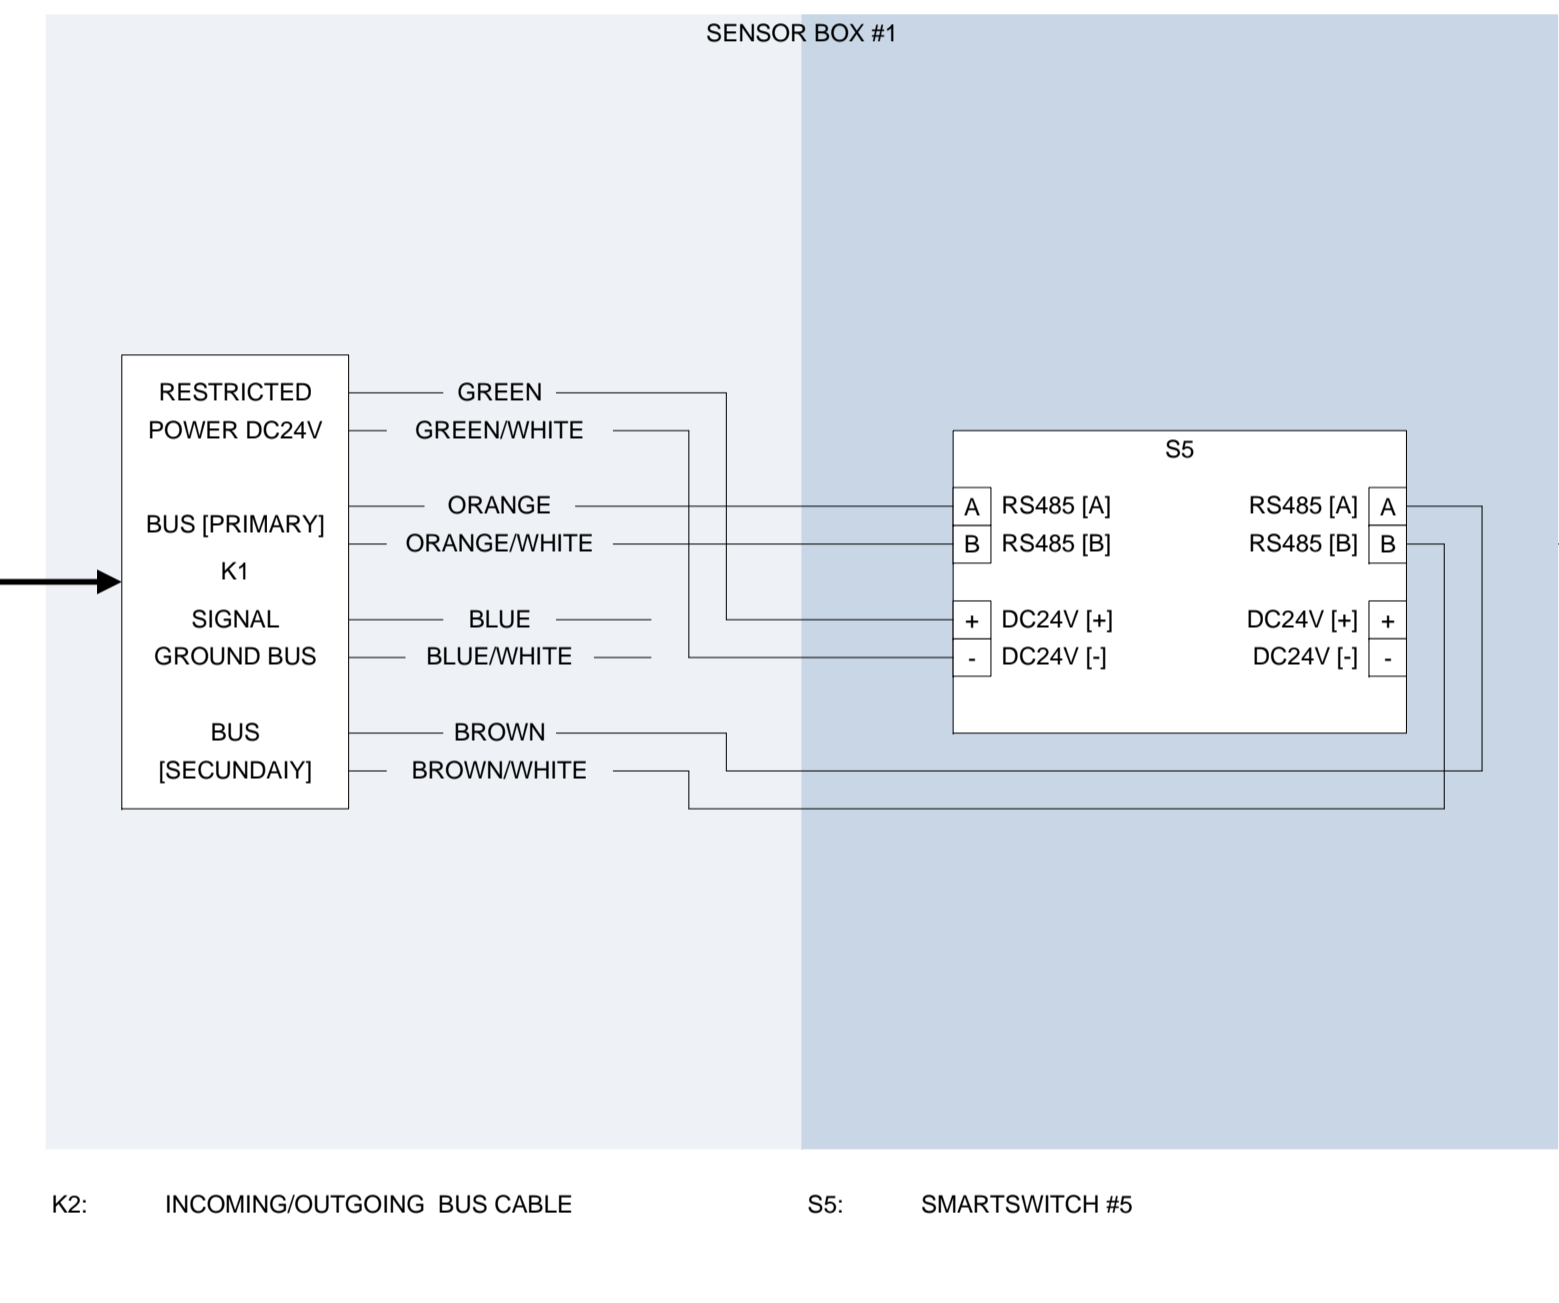 SENSOR BOX #1
RESTRICTED
POWER DC24V
BUS [PRIMARY]
K1
SIGNAL
GROUND BUS
BUS
[SECUNDAIY]
GREEN
GREEN/WHITE
ORANGE
ORANGE/WHITE
BLUE
BLUE/WHITE
BROWN
BROWN/WHITE
S5
A RS485 [A] RS485 [A] A
B RS485 [B] RS485 [B] B
+ DC24V [+] DC24V [+] +
- DC24V [-] DC24V [-] -
K2: INCOMING/OUTGOING BUS CABLE
S5: SMARTSWITCH #5